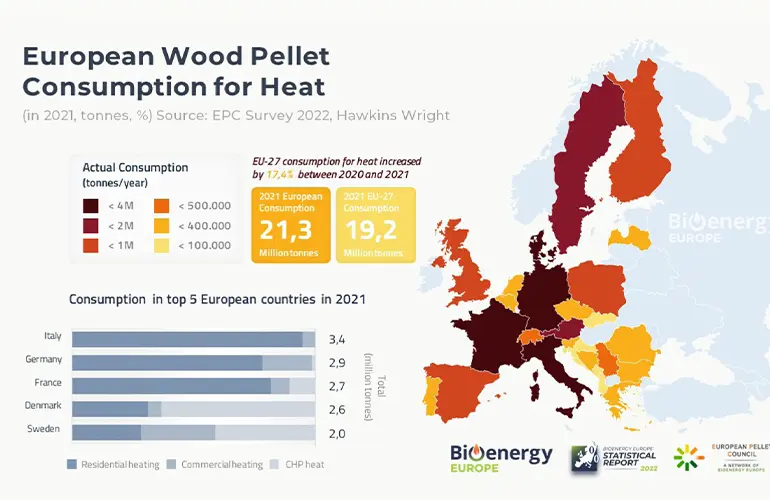 European Wood Pellet
Consumption for Heat
(in 2021, tonnes, %) Source: EPC Survey 2022, Hawkins Wright
Actual Consumption
(tonnes/year)
< 4M
< 2M
< 1M
< 500.000
< 400.000
< 100.000
EU-27 consumption for heat increased
by 17,4% between 2020 and 2021
2021 European
Consumption
21,3
Million tonnes
2021 EU-27
Consumption
19,2
Million tonnes
Bioenergy
EUROPE
Consumption in top 5 European countries in 2021
Italy 3,4
Germany 2,9
France 2,7
Denmark 2,6
Sweden 2,0
Total
(million tonnes)
Residential heating Commercial heating CHP heat
Bioenergy
EUROPE
BIOENERGY EUROPE
STATISTICAL
REPORT
2022
EUROPEAN PELLET
COUNCIL
A NETWORK OF
BIOENERGY EUROPE